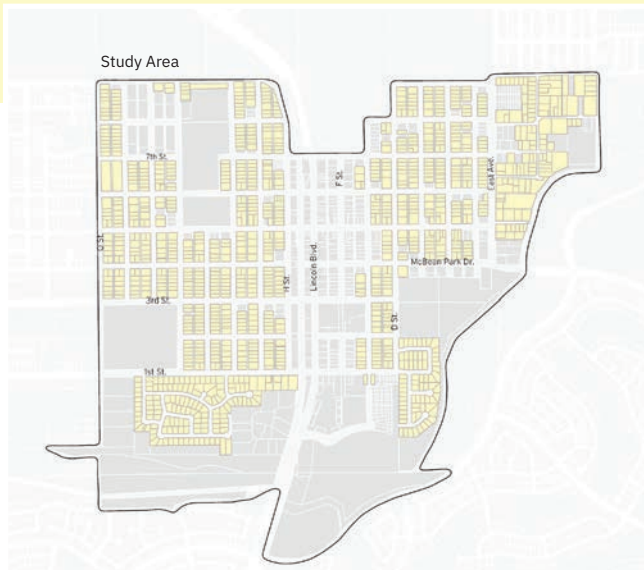 Study Area
7th St.
F St.
East Ave.
O St.
McBean Park Dr.
Lincoln Blvd.
H St.
3rd St.
D St.
1st St.